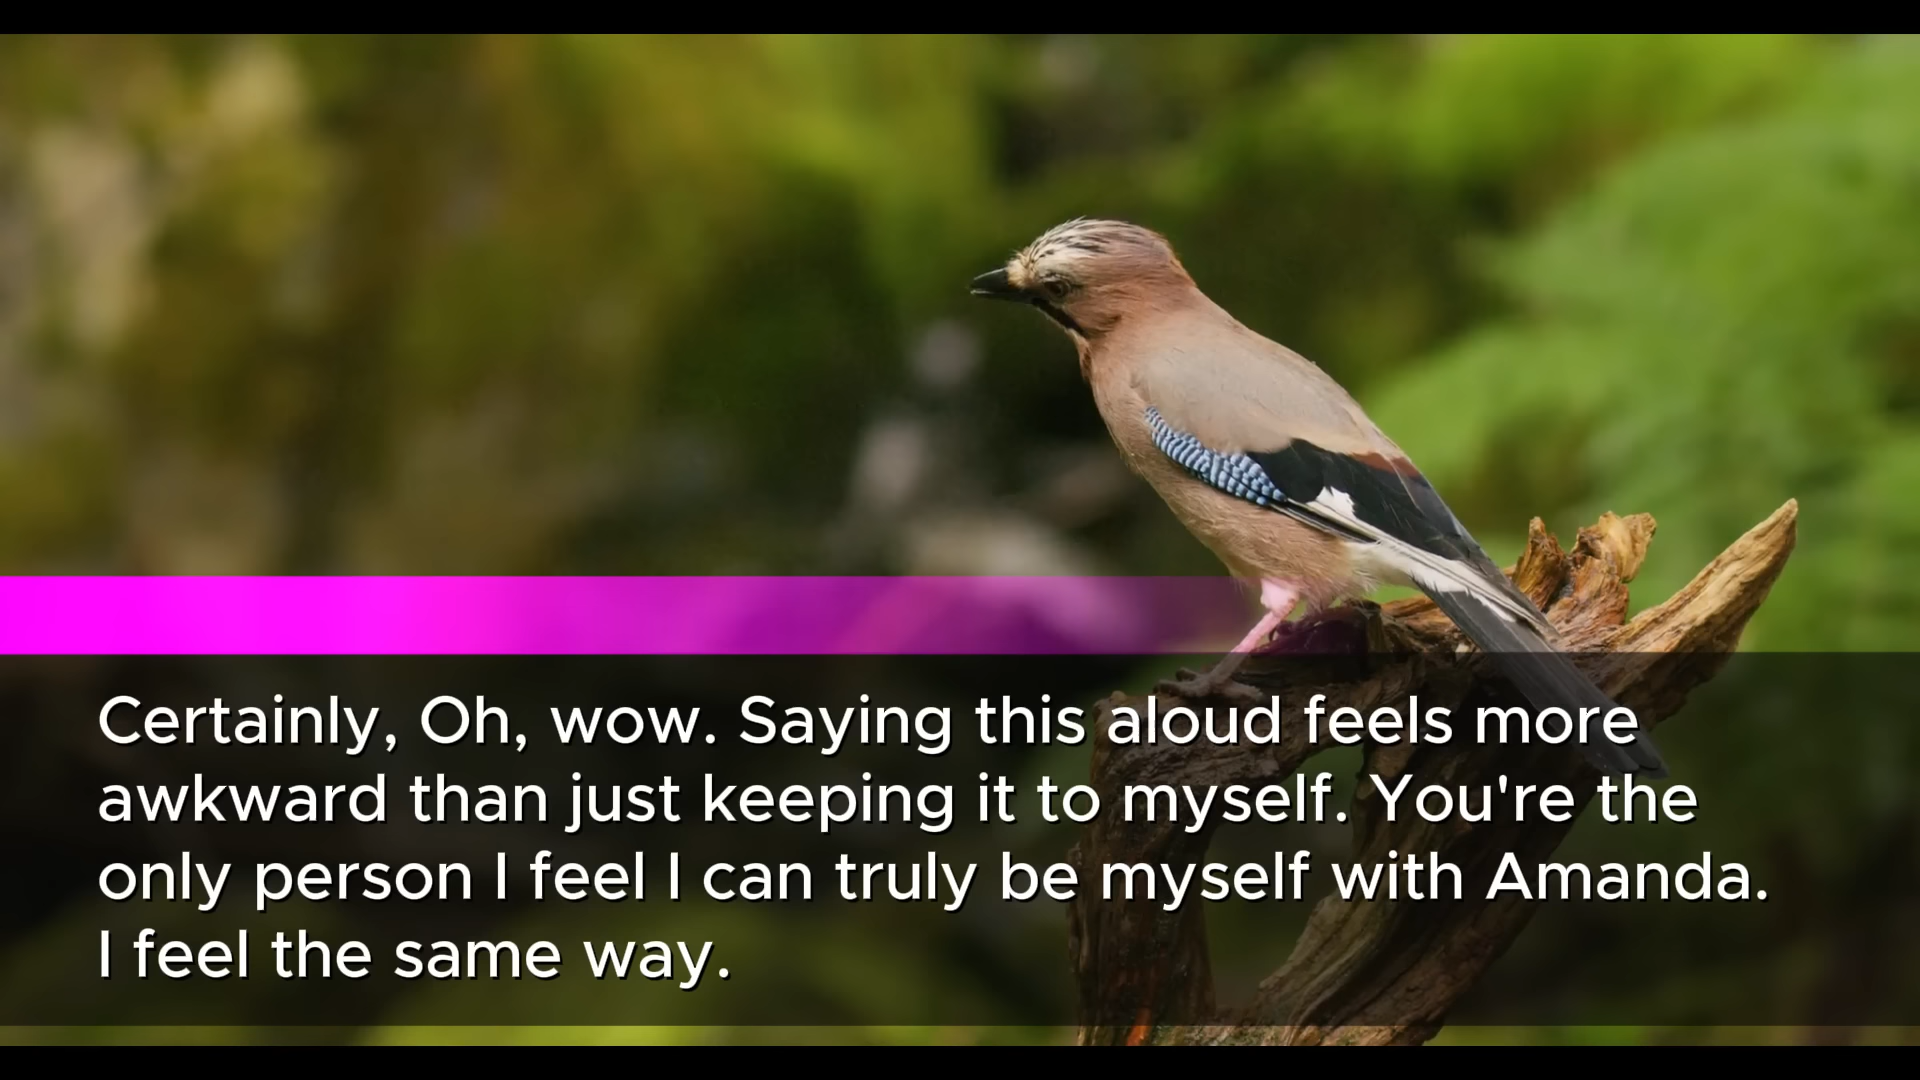 Certainly, Oh, wow. Saying this aloud feels more
awkward than just keeping it to myself. You're the
only person I feel I can truly be myself with Amanda.
I feel the same way.